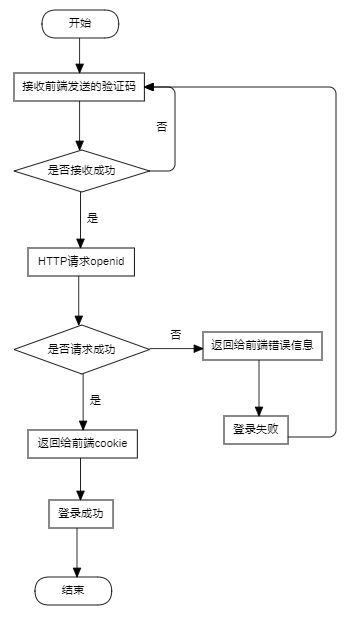 开始
接收前端发送的验证码
否
是否接收成功
是
HTTP请求openid
是否请求成功
否
返回给前端错误信息
是
登录失败
返回给前端cookie
登录成功
结束